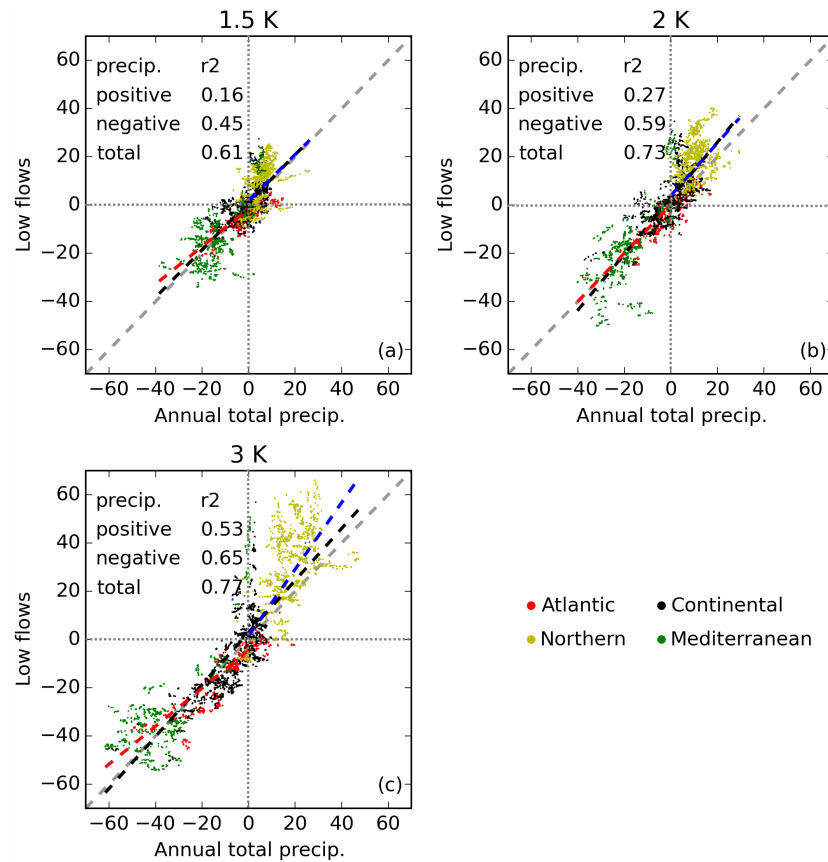 1.5 K
60
40
20
0
−20
−40
−60
precip. r2
positive 0.16
negative 0.45
total 0.61
Low flows
(a)
−60 −40 −20 0 20 40 60
Annual total precip.
2 K
60
40
20
0
−20
−40
−60
precip. r2
positive 0.27
negative 0.59
total 0.73
Low flows
(b)
−60 −40 −20 0 20 40 60
Annual total precip.
3 K
60
40
20
0
−20
−40
−60
precip. r2
positive 0.53
negative 0.65
total 0.77
Low flows
(c)
−60 −40 −20 0 20 40 60
Annual total precip.
Atlantic Continental
Northern Mediterranean